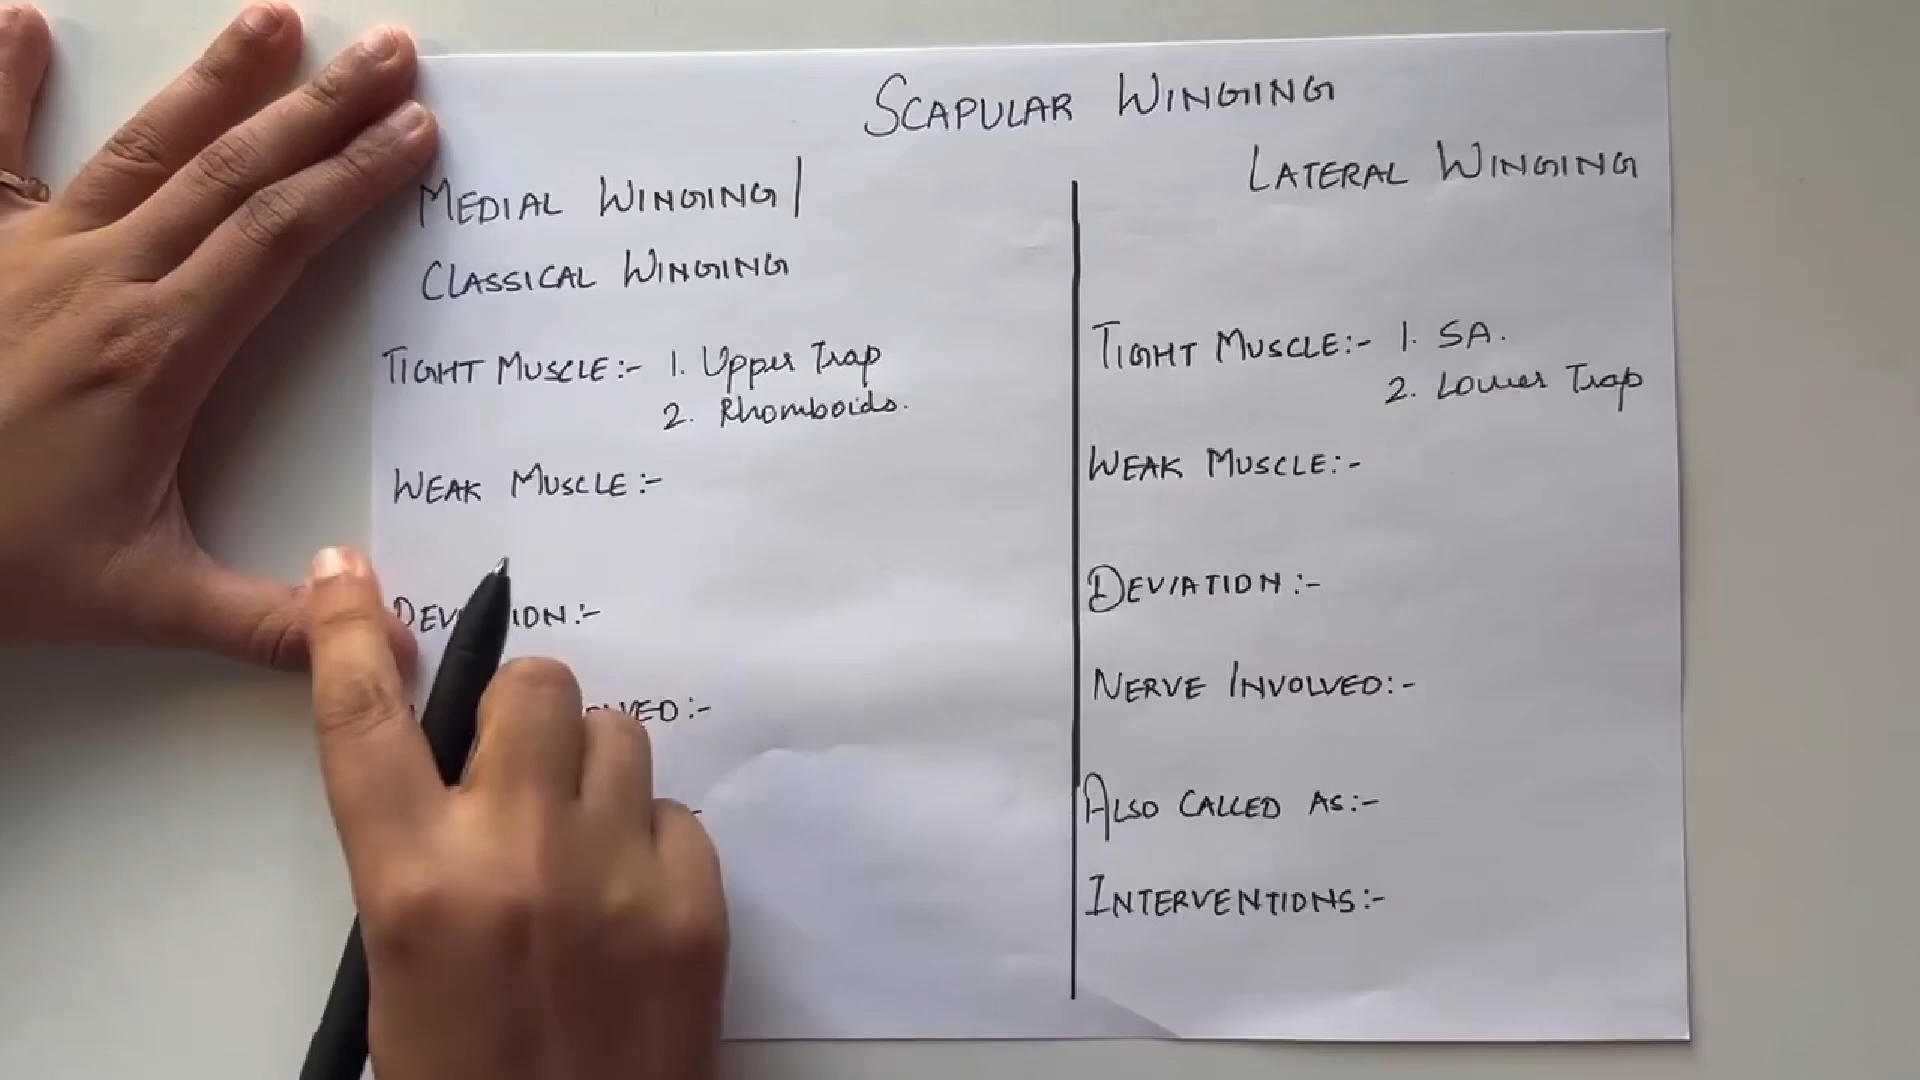 SCAPULAR WINGING
MEDIAL WINGING/
CLASSICAL WINGING
TIGHT MUSCLE:- 1. Upper Trap
2. Rhomboids.
WEAK MUSCLE:-
LATERAL WINGING
TIGHT MUSCLE:- 1. SA.
2. Lower Trap
WEAK MUSCLE:-
DEVIATION:-
NERVE INVOLVED:-
ALSO CALLED AS:-
INTERVENTIONS:-